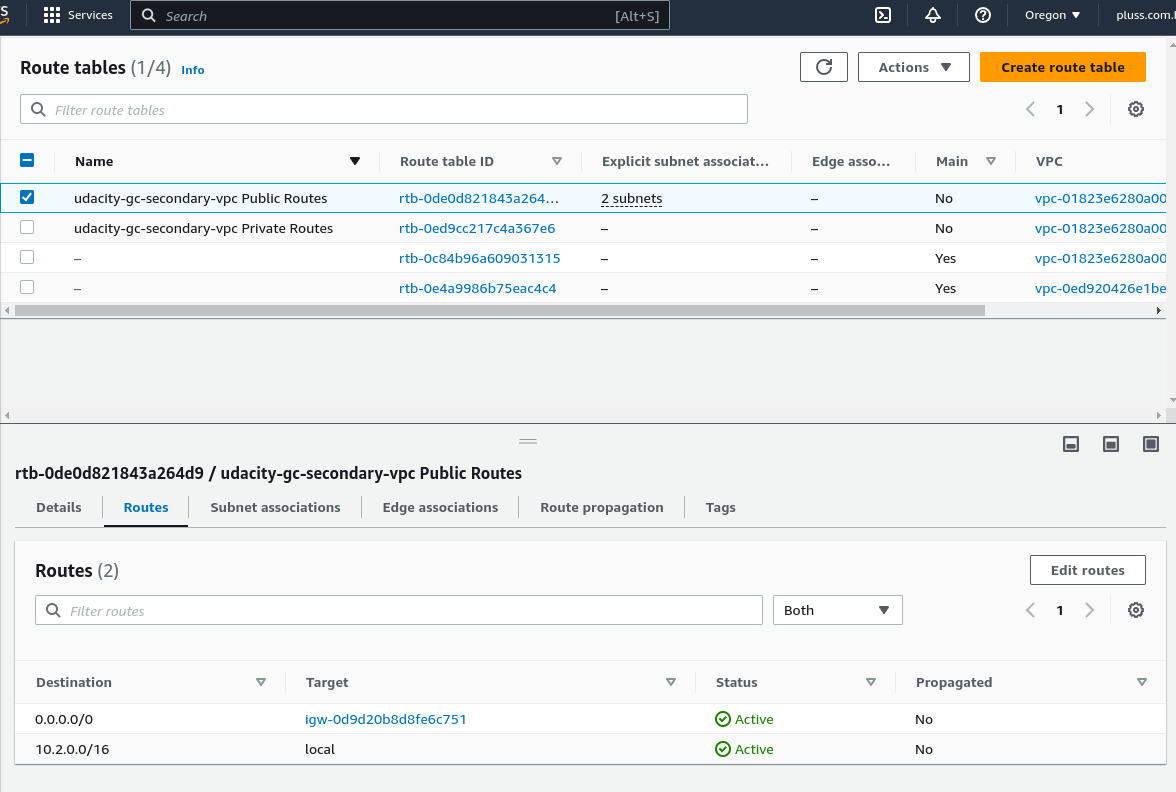 Services Search [Alt+S] Oregon pluss.com.
Route tables (1/4) Info Actions Create route table
Filter route tables 1
Name Route table ID Explicit subnet associat... Edge asso... Main VPC
udacity-gc-secondary-vpc Public Routes rtb-0de0d821843a264... 2 subnets – No vpc-01823e6280a00
udacity-gc-secondary-vpc Private Routes rtb-0ed9cc217c4a367e6 – – No vpc-01823e6280a00
– rtb-0c84b96a609031315 – – Yes vpc-01823e6280a00
– rtb-0e4a9986b75eac4c4 – – Yes vpc-0ed920426e1be
rtb-0de0d821843a264d9 / udacity-gc-secondary-vpc Public Routes
Details Routes Subnet associations Edge associations Route propagation Tags
Routes (2) Edit routes
Filter routes Both 1
Destination Target Status Propagated
0.0.0.0/0 igw-0d9d20b8d8fe6c751 Active No
10.2.0.0/16 local Active No